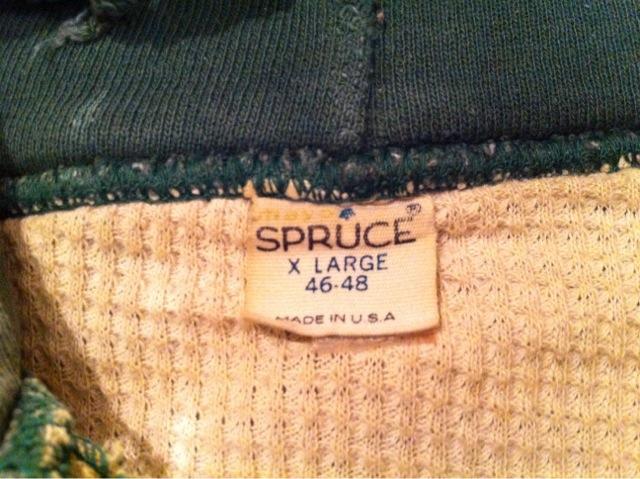 SPRUCE®
X LARGE
46-48
MADE IN U.S.A